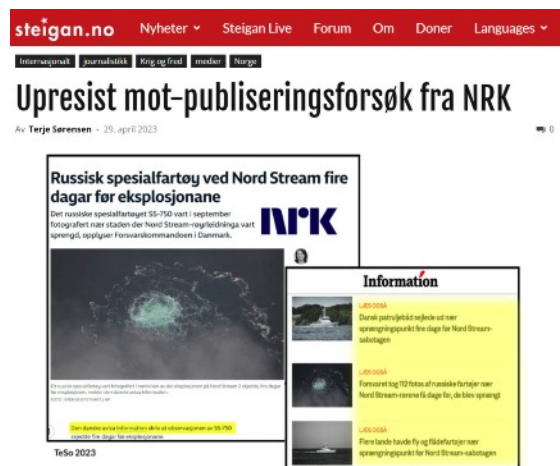 steigan.no Nyheter Steigan Live Forum Om Doner Languages
Internasjonalt journalistikk Krig og fred medier Norge
Upresist mot-publiseringsforsøk fra NRK
Av Terje Sørensen - 29. april 2023 0
Russisk spesialfartøy ved Nord Stream fire
dagar før eksplosjonane
Det russiske spesialfartøyet SS-750 vart i september
fotografert nær staden der Nord Stream-røyrleidninga vart
sprengd, opplyser Forsvarskommandoen i Danmark.
NRK
Information
LÆS OGSÅ
Dansk patruljebåd sejlede ud nær
sprængningspunkt fire dage før Nord Stream-
sabotagen
LÆS OGSÅ
Forsvaret tog 112 fotos af russiske fartøjer nær
Nord Stream-rørene få dage før, de blev sprængt
LÆS OGSÅ
Flere lande havde fly og flådefartøjer nær
sprængningspunkt før Nord Stream-sabotagen
Den danske avisa Information skriv at observasjonen av SS-750
skjedde fire dagar før eksplosjonane.
TeSo 2023